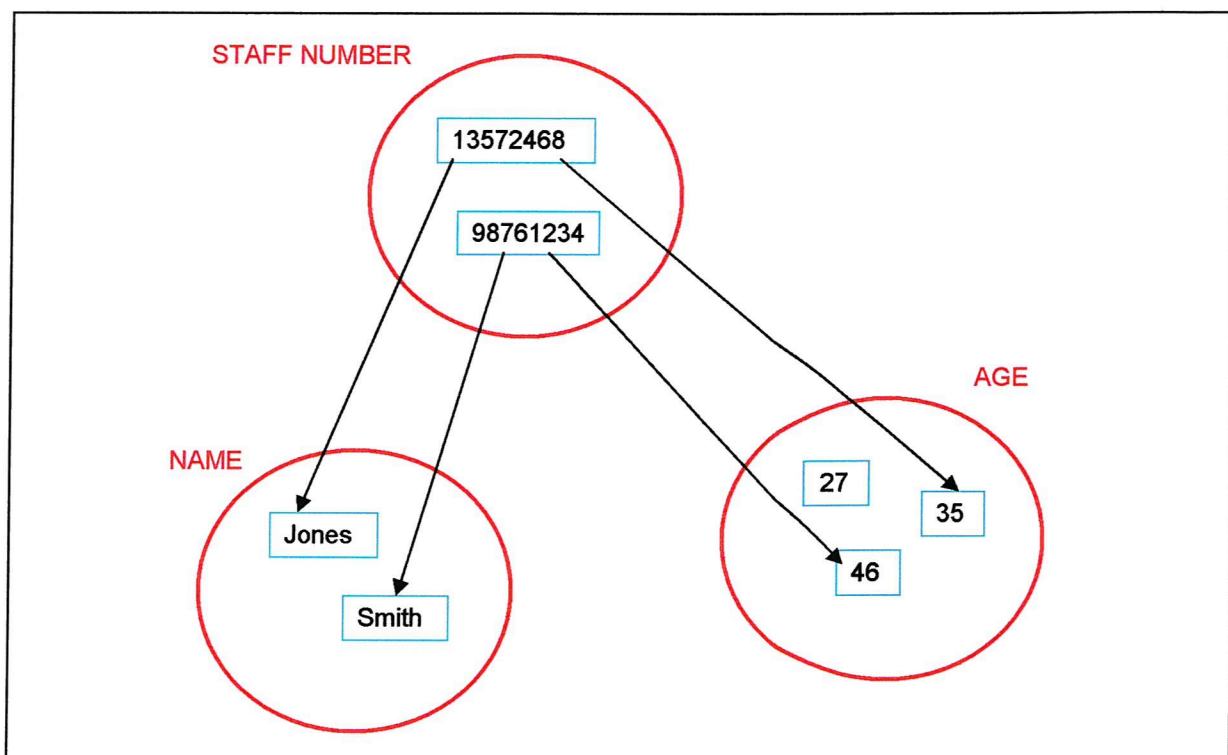 STAFF NUMBER
13572468
98761234
AGE
NAME
27
35
Jones
46
Smith